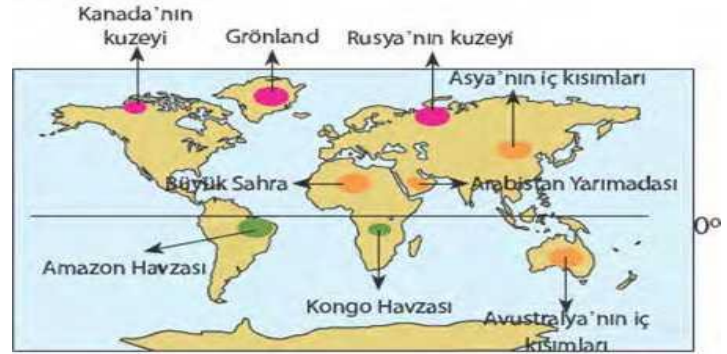 Kanada'nın
kuzeyi
Grönland
Rusya'nın kuzeyi
Asya'nın iç kısımları
Büyük Sahra
Arabistan Yarımadası
0°
Amazon Havzası
Kongo Havzası
Avustralya'nın iç
kısımları